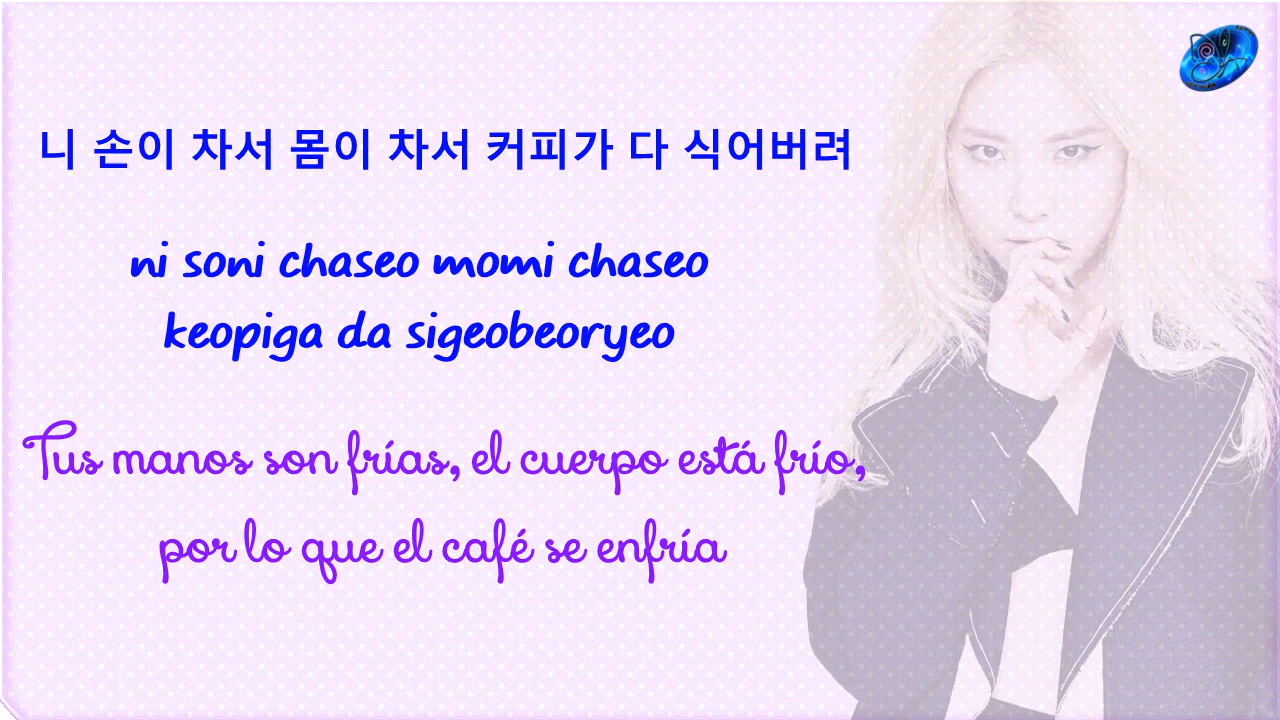 니 손이 차서 몸이 차서 커피가 다 식어버려
ni soni chaseo momi chaseo
keopiga da sigeobeoryeo
Tus manos son frías, el cuerpo está frío,
por lo que el café se enfría